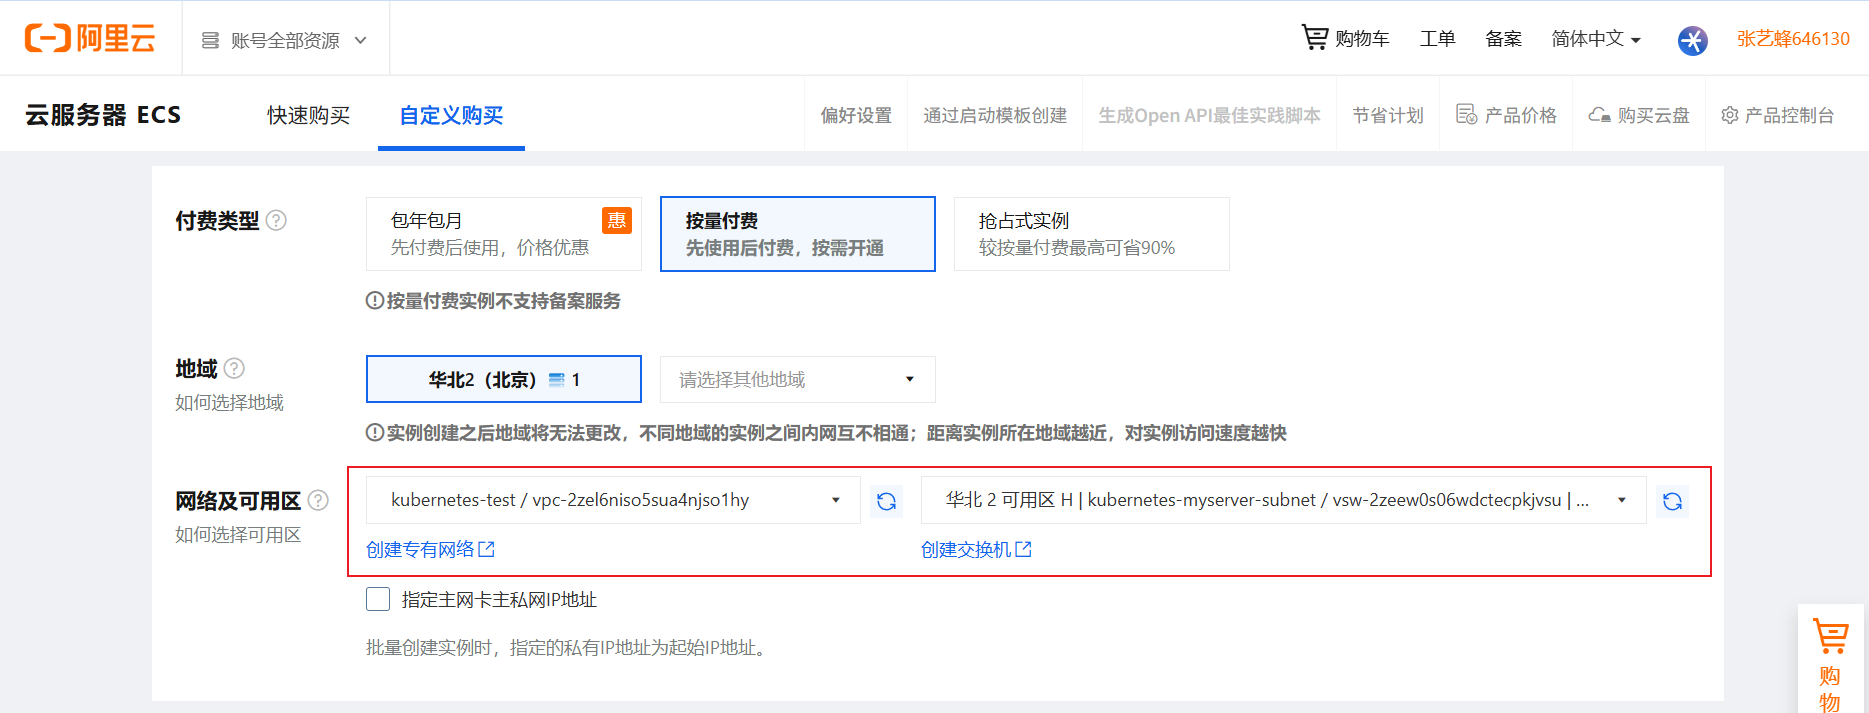 阿里云 账号全部资源 购物车 工单 备案 简体中文 张艺蜂646130
云服务器 ECS 快速购买 自定义购买 偏好设置 通过启动模板创建 生成Open API最佳实践脚本 节省计划 产品价格 购买云盘 产品控制台
付费类型 包年包月 惠 按量付费 抢占式实例
先付费后使用，价格优惠 先使用后付费，按需开通 较按量付费最高可省90%
按量付费实例不支持备案服务
地域 华北2（北京） 1 请选择其他地域
如何选择地域
实例创建之后地域将无法更改，不同地域的实例之间内网互不相通；距离实例所在地域越近，对实例访问速度越快
网络及可用区 kubernetes-test / vpc-2zel6niso5sua4njso1hy 华北 2 可用区 H | kubernetes-myserver-subnet / vsw-2zeew0s06wdctecpkjvsu | ...
如何选择可用区
创建专有网络 创建交换机
指定主网卡主私网IP地址
批量创建实例时，指定的私有IP地址为起始IP地址。
购
物